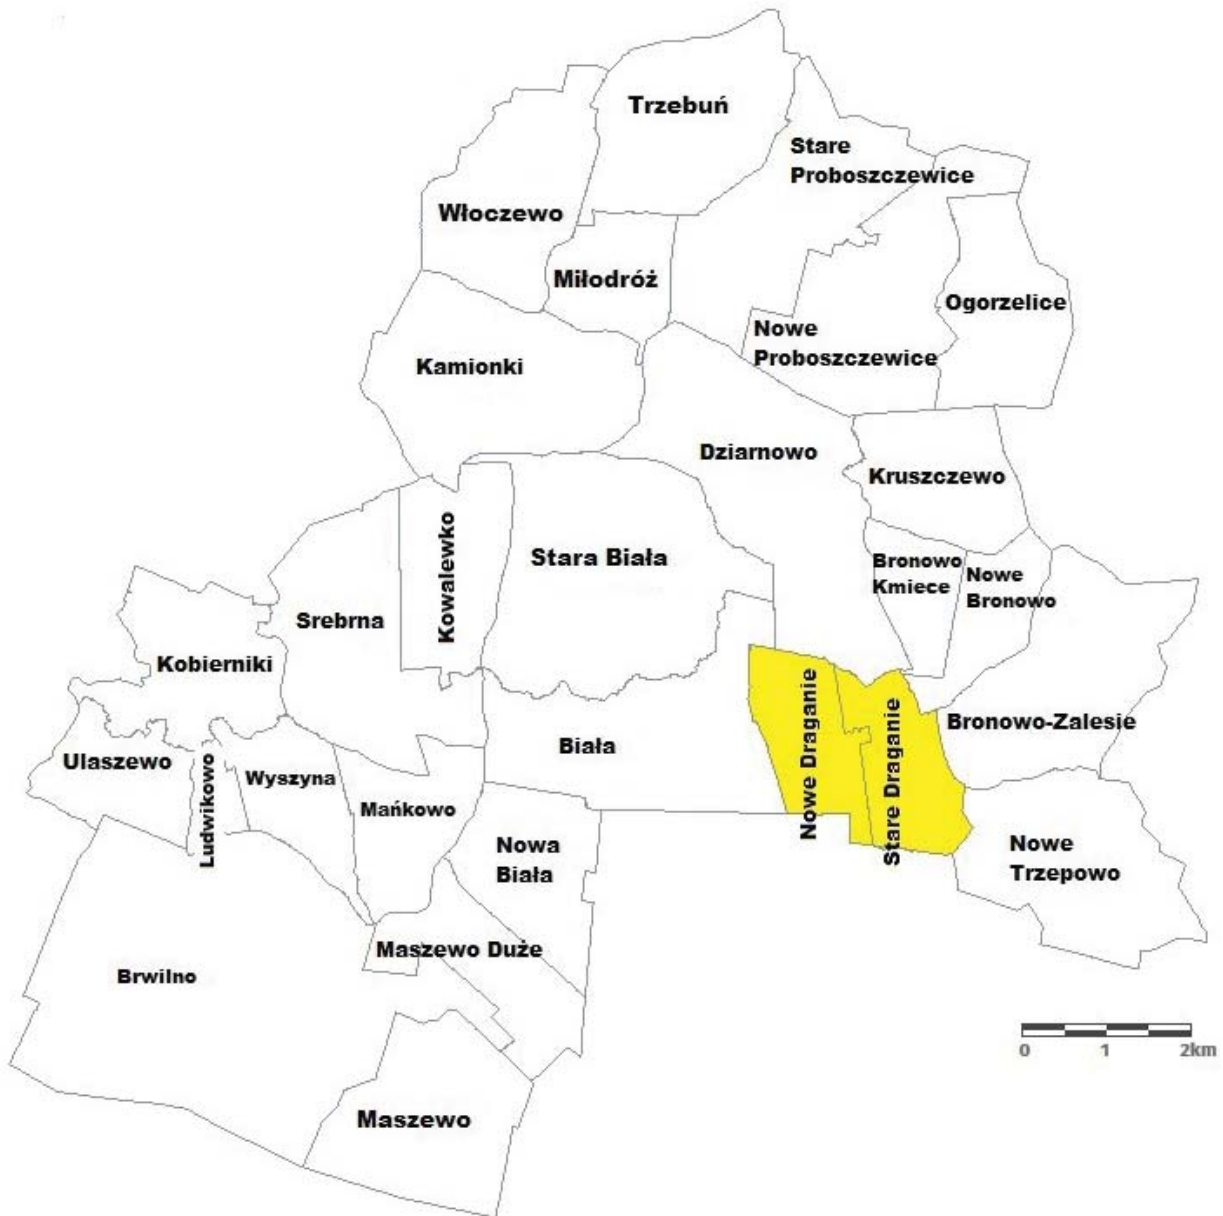 Trzebuń
Stare
Proboszczewice
Włoczewo
Miłodróż
Ogorzelice
Nowe
Proboszczewice
Kamionki
Dziarnowo
Kruszczewo
Kowalewko
Stara Biała
Bronowo
Kmiece
Nowe
Bronowo
Srebrna
Kobierniki
Nowe Draganie
Stare Draganie
Bronowo-Zalesie
Ulaszewo
Ludwikowo
Wyszyna
Biała
Mańkowo
Nowa
Biała
Nowe
Trzepowo
Maszewo Duże
Brwilno
0 1 2km
Maszewo